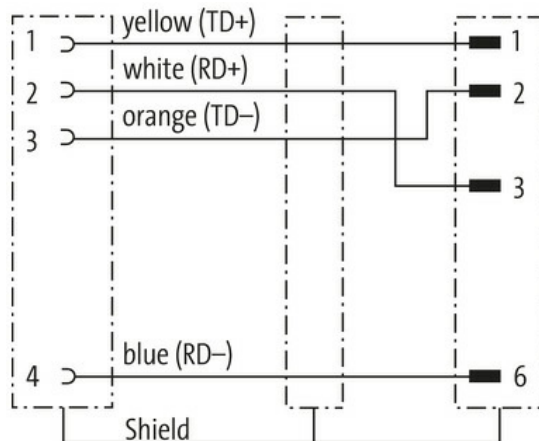 1 yellow (TD+) 1
2 white (RD+) 2
3 orange (TD–)
3
4 blue (RD–) 6
Shield